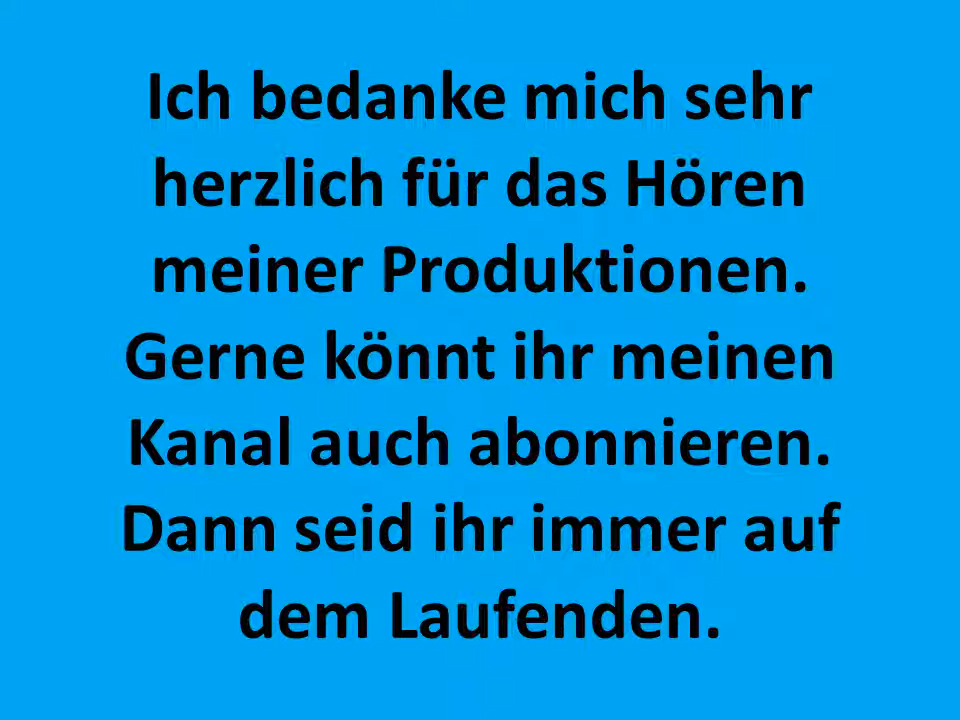 Ich bedanke mich sehr
herzlich für das Hören
meiner Produktionen.
Gerne könnt ihr meinen
Kanal auch abonnieren.
Dann seid ihr immer auf
dem Laufenden.